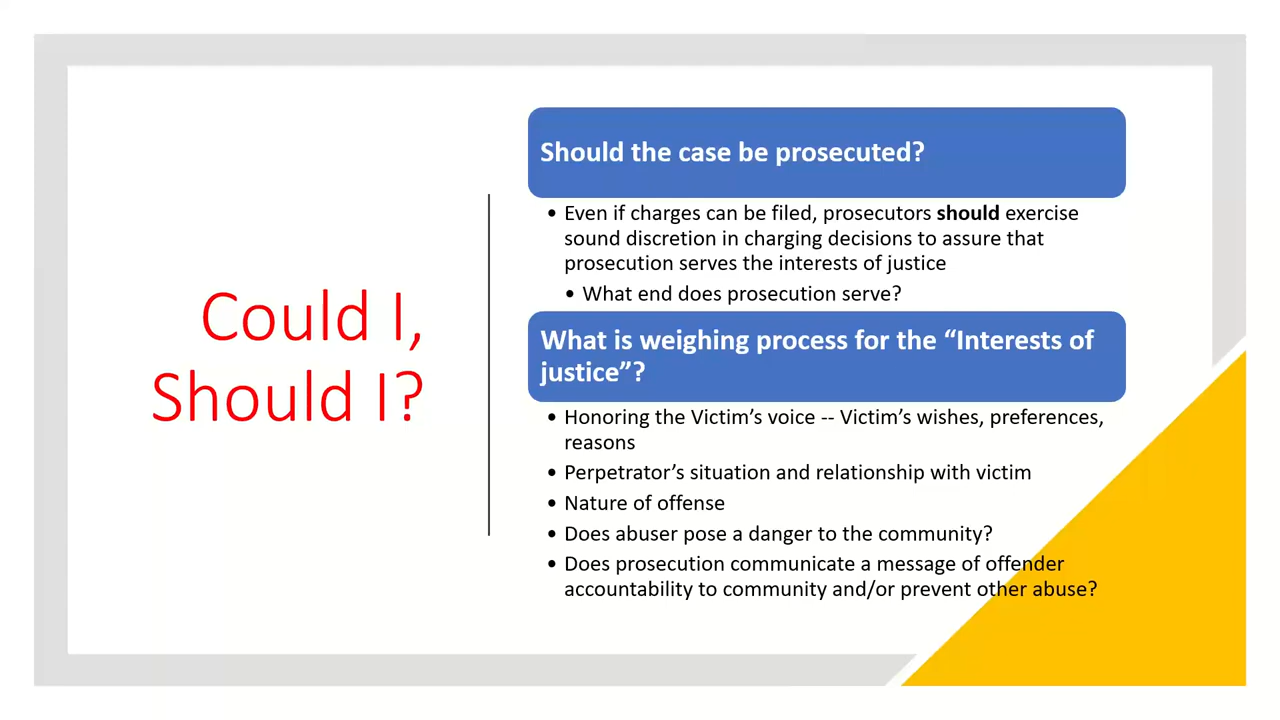 Could I,
Should I?
Should the case be prosecuted?
• Even if charges can be filed, prosecutors should exercise
sound discretion in charging decisions to assure that
prosecution serves the interests of justice
• What end does prosecution serve?
What is weighing process for the “Interests of
justice”?
• Honoring the Victim’s voice -- Victim’s wishes, preferences,
reasons
• Perpetrator’s situation and relationship with victim
• Nature of offense
• Does abuser pose a danger to the community?
• Does prosecution communicate a message of offender
accountability to community and/or prevent other abuse?